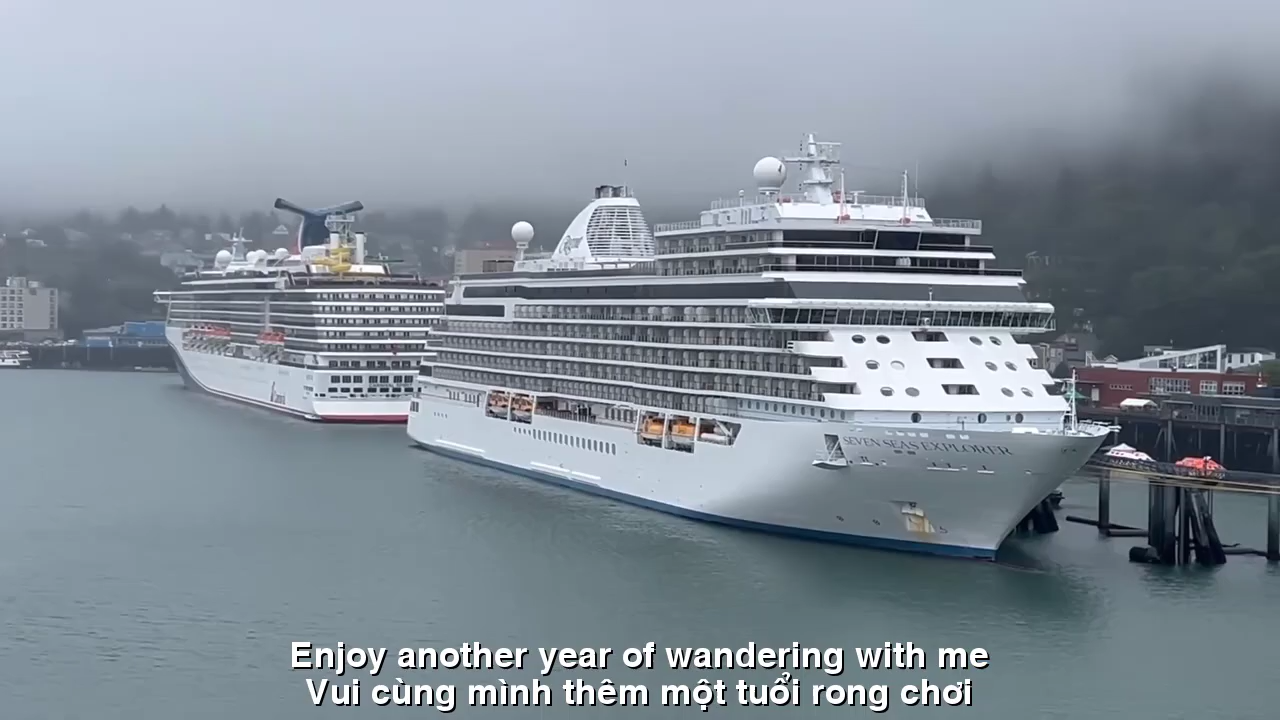 SEVEN SEAS EXPLORER
Enjoy another year of wandering with me
Vui cùng mình thêm một tuổi rong chơi